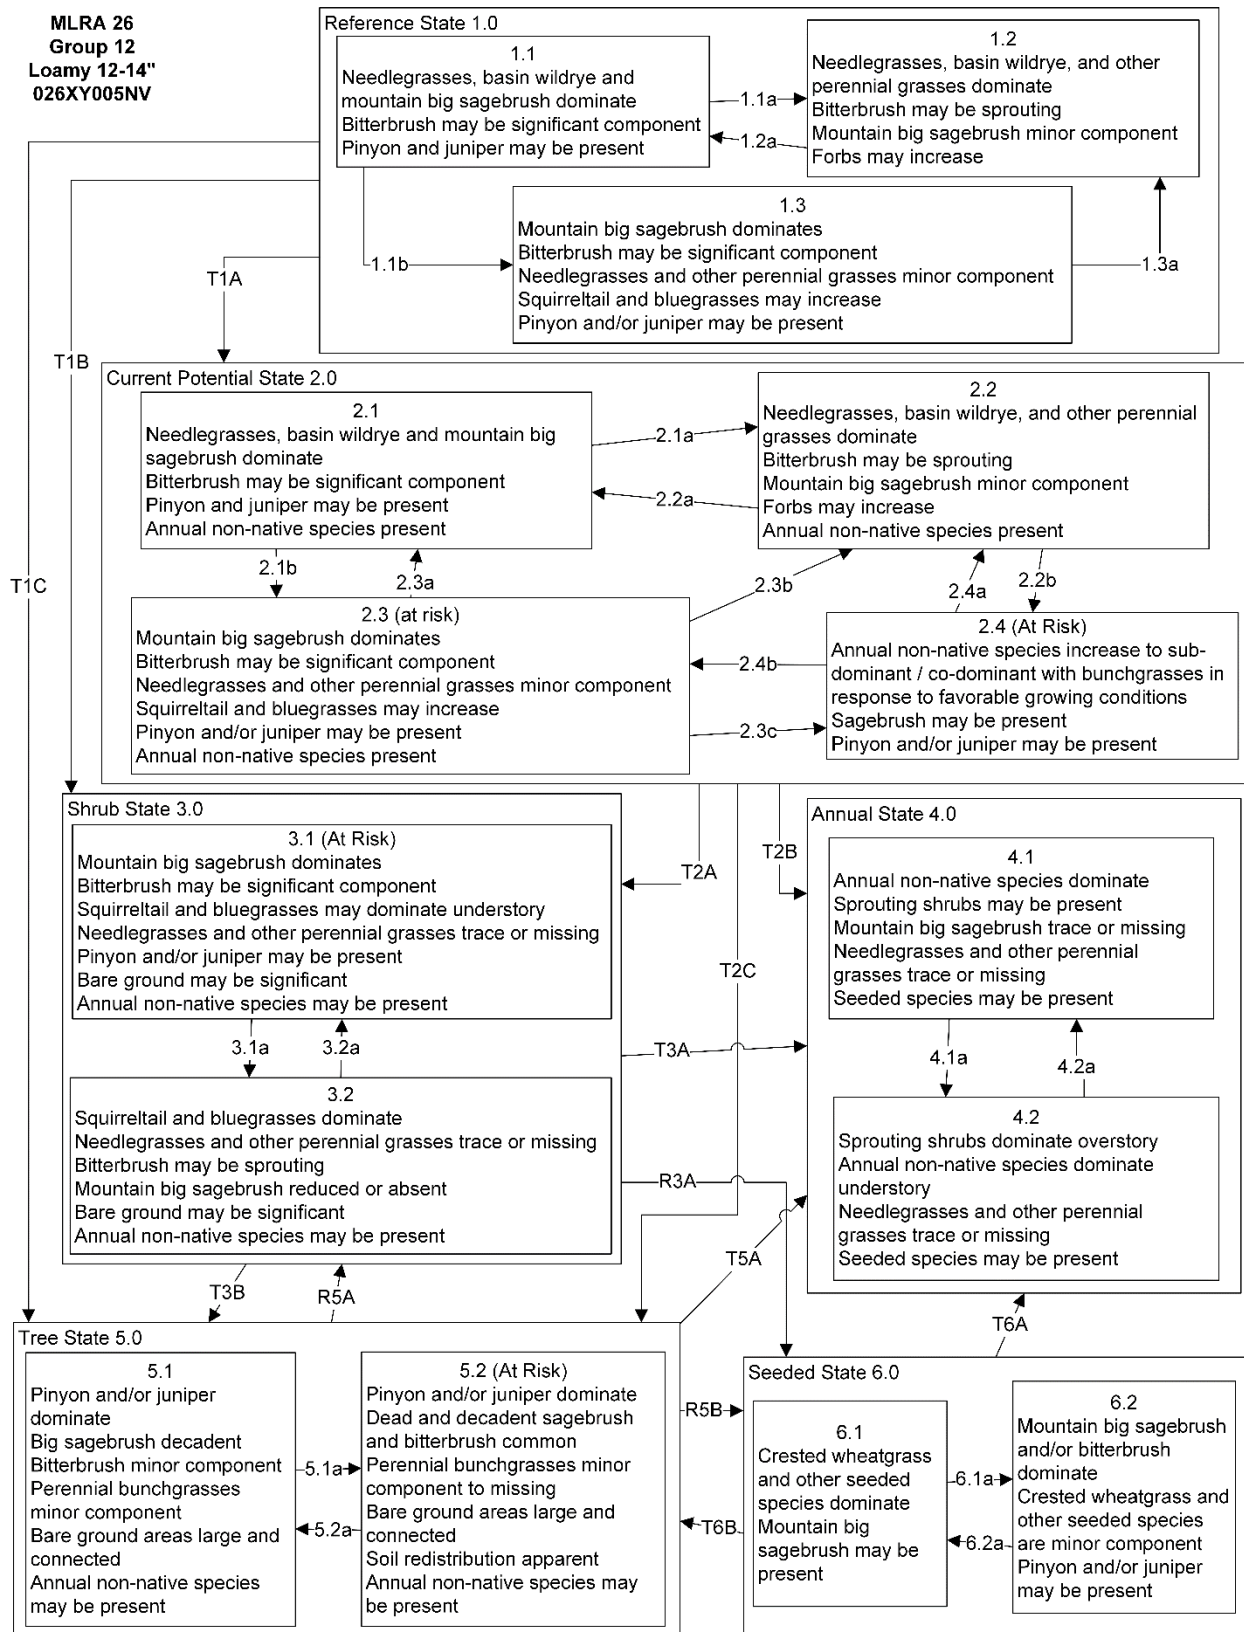 MLRA 26
Group 12
Loamy 12-14"
026XY005NV
Reference State 1.0
1.1
Needlegrasses, basin wildrye and
mountain big sagebrush dominate
Bitterbrush may be significant component
Pinyon and juniper may be present
1.1a
1.2a
1.2
Needlegrasses, basin wildrye, and other
perennial grasses dominate
Bitterbrush may be sprouting
Mountain big sagebrush minor component
Forbs may increase
1.1b
1.3
Mountain big sagebrush dominates
Bitterbrush may be significant component
Needlegrasses and other perennial grasses minor component
Squirreltail and bluegrasses may increase
Pinyon and/or juniper may be present
1.3a
T1A
T1B
T1C
Current Potential State 2.0
2.1
Needlegrasses, basin wildrye and mountain big
sagebrush dominate
Bitterbrush may be significant component
Pinyon and juniper may be present
Annual non-native species present
2.1a
2.2a
2.2
Needlegrasses, basin wildrye, and other perennial
grasses dominate
Bitterbrush may be sprouting
Mountain big sagebrush minor component
Forbs may increase
Annual non-native species present
2.1b
2.3a
2.3b
2.4a
2.2b
2.3 (at risk)
Mountain big sagebrush dominates
Bitterbrush may be significant component
Needlegrasses and other perennial grasses minor component
Squirreltail and bluegrasses may increase
Pinyon and/or juniper may be present
Annual non-native species present
2.4b
2.3c
2.4 (At Risk)
Annual non-native species increase to sub-
dominant / co-dominant with bunchgrasses in
response to favorable growing conditions
Sagebrush may be present
Pinyon and/or juniper may be present
T2A
T2B
T2C
Shrub State 3.0
3.1 (At Risk)
Mountain big sagebrush dominates
Bitterbrush may be significant component
Squirreltail and bluegrasses may dominate understory
Needlegrasses and other perennial grasses trace or missing
Pinyon and/or juniper may be present
Bare ground may be significant
Annual non-native species may be present
3.1a
3.2a
3.2
Squirreltail and bluegrasses dominate
Needlegrasses and other perennial grasses trace or missing
Bitterbrush may be sprouting
Mountain big sagebrush reduced or absent
Bare ground may be significant
Annual non-native species may be present
T3A
R3A
Annual State 4.0
4.1
Annual non-native species dominate
Sprouting shrubs may be present
Mountain big sagebrush trace or missing
Needlegrasses and other perennial
grasses trace or missing
Seeded species may be present
4.1a
4.2a
4.2
Sprouting shrubs dominate overstory
Annual non-native species dominate
understory
Needlegrasses and other perennial
grasses trace or missing
Seeded species may be present
T3B
R5A
T5A
T6A
Tree State 5.0
5.1
Pinyon and/or juniper
dominate
Big sagebrush decadent
Bitterbrush minor component
Perennial bunchgrasses
minor component
Bare ground areas large and
connected
Annual non-native species
may be present
5.1a
5.2a
5.2 (At Risk)
Pinyon and/or juniper dominate
Dead and decadent sagebrush
and bitterbrush common
Perennial bunchgrasses minor
component to missing
Bare ground areas large and
connected
Soil redistribution apparent
Annual non-native species may
be present
R5B
T6B
Seeded State 6.0
6.1
Crested wheatgrass
and other seeded
species dominate
Mountain big
sagebrush may be
present
6.1a
6.2a
6.2
Mountain big sagebrush
and/or bitterbrush
dominate
Crested wheatgrass and
other seeded species
are minor component
Pinyon and/or juniper
may be present